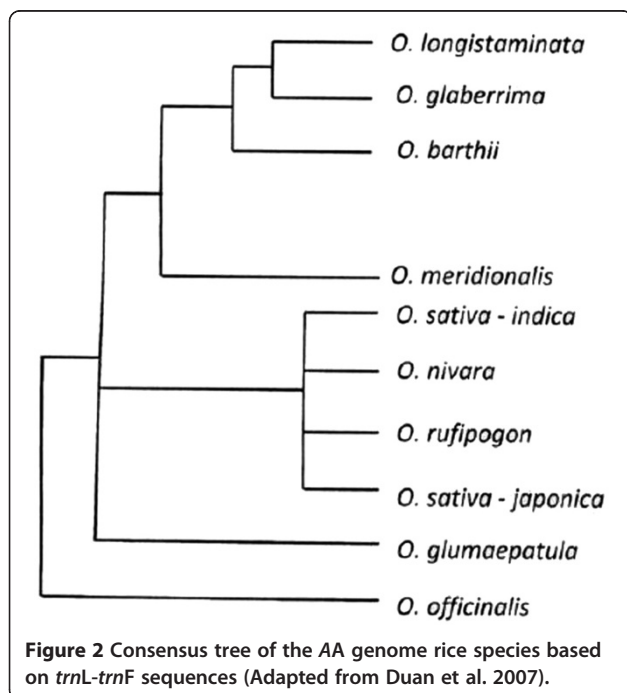 O. longistaminata
O. glaberrima
O. barthii
O. meridionalis
O. sativa - indica
O. nivara
O. rufipogon
O. sativa - japonica
O. glumaepatula
O. officinalis
Figure 2 Consensus tree of the AA genome rice species based
on trnL-trnF sequences (Adapted from Duan et al. 2007).